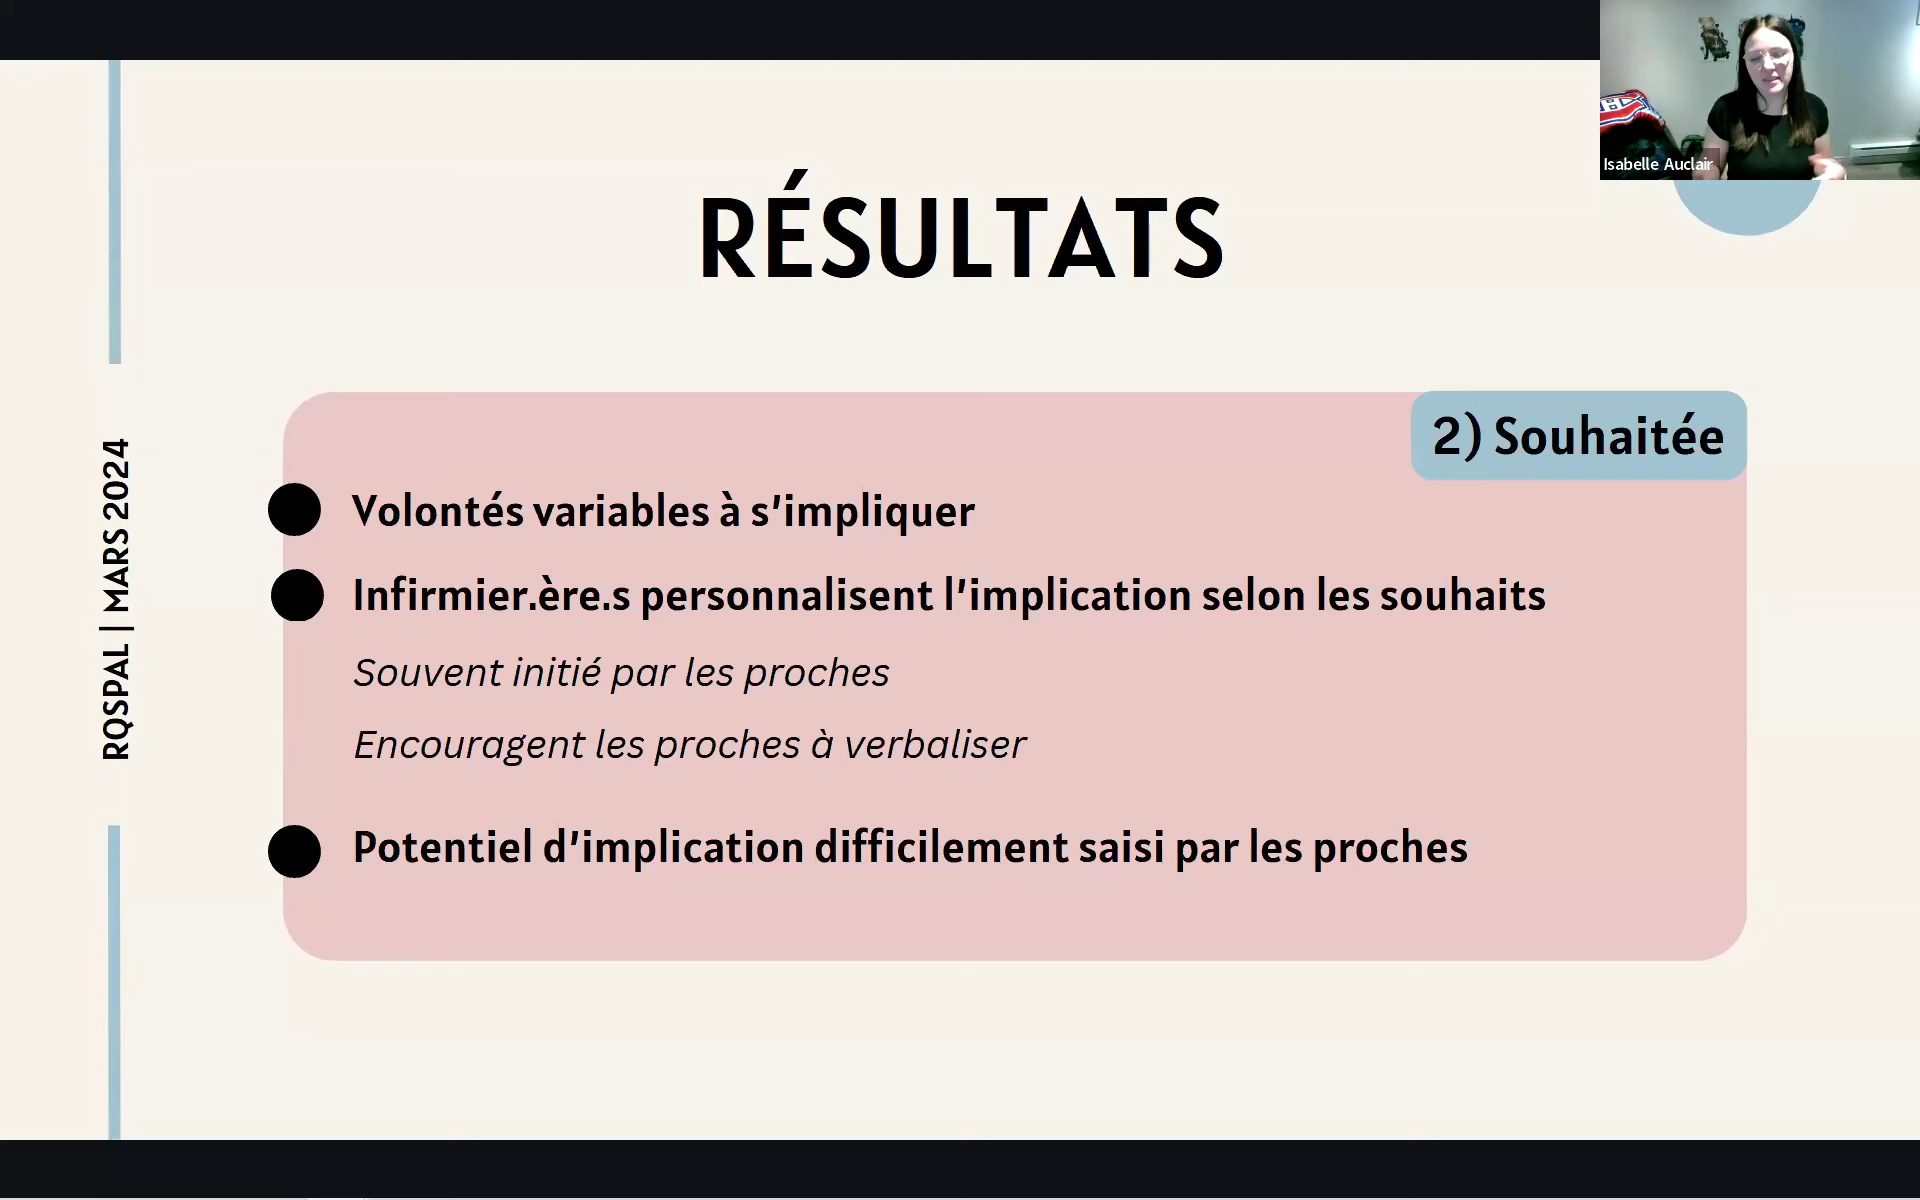 Isabelle Auclair
RÉSULTATS
2) Souhaitée
Volontés variables à s'impliquer
Infirmier.ère.s personnalisent l'implication selon les souhaits
Souvent initié par les proches
Encouragent les proches à verbaliser
Potentiel d'implication difficilement saisi par les proches
RQSPAL | MARS 2024